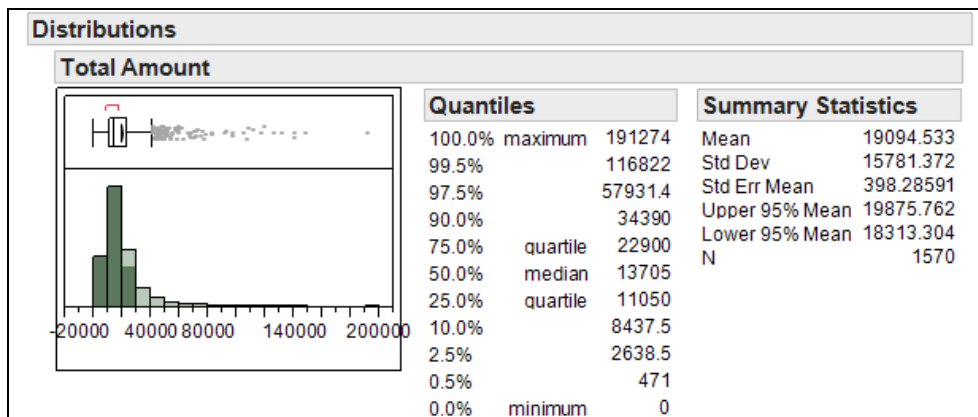 Distributions
Total Amount
-20000 40000 80000 140000 200000
Quantiles
100.0% maximum 191274
99.5% 116822
97.5% 57931.4
90.0% 34390
75.0% quartile 22900
50.0% median 13705
25.0% quartile 11050
10.0% 8437.5
2.5% 2638.5
0.5% 471
0.0% minimum 0
Summary Statistics
Mean 19094.533
Std Dev 15781.372
Std Err Mean 398.28591
Upper 95% Mean 19875.762
Lower 95% Mean 18313.304
N 1570